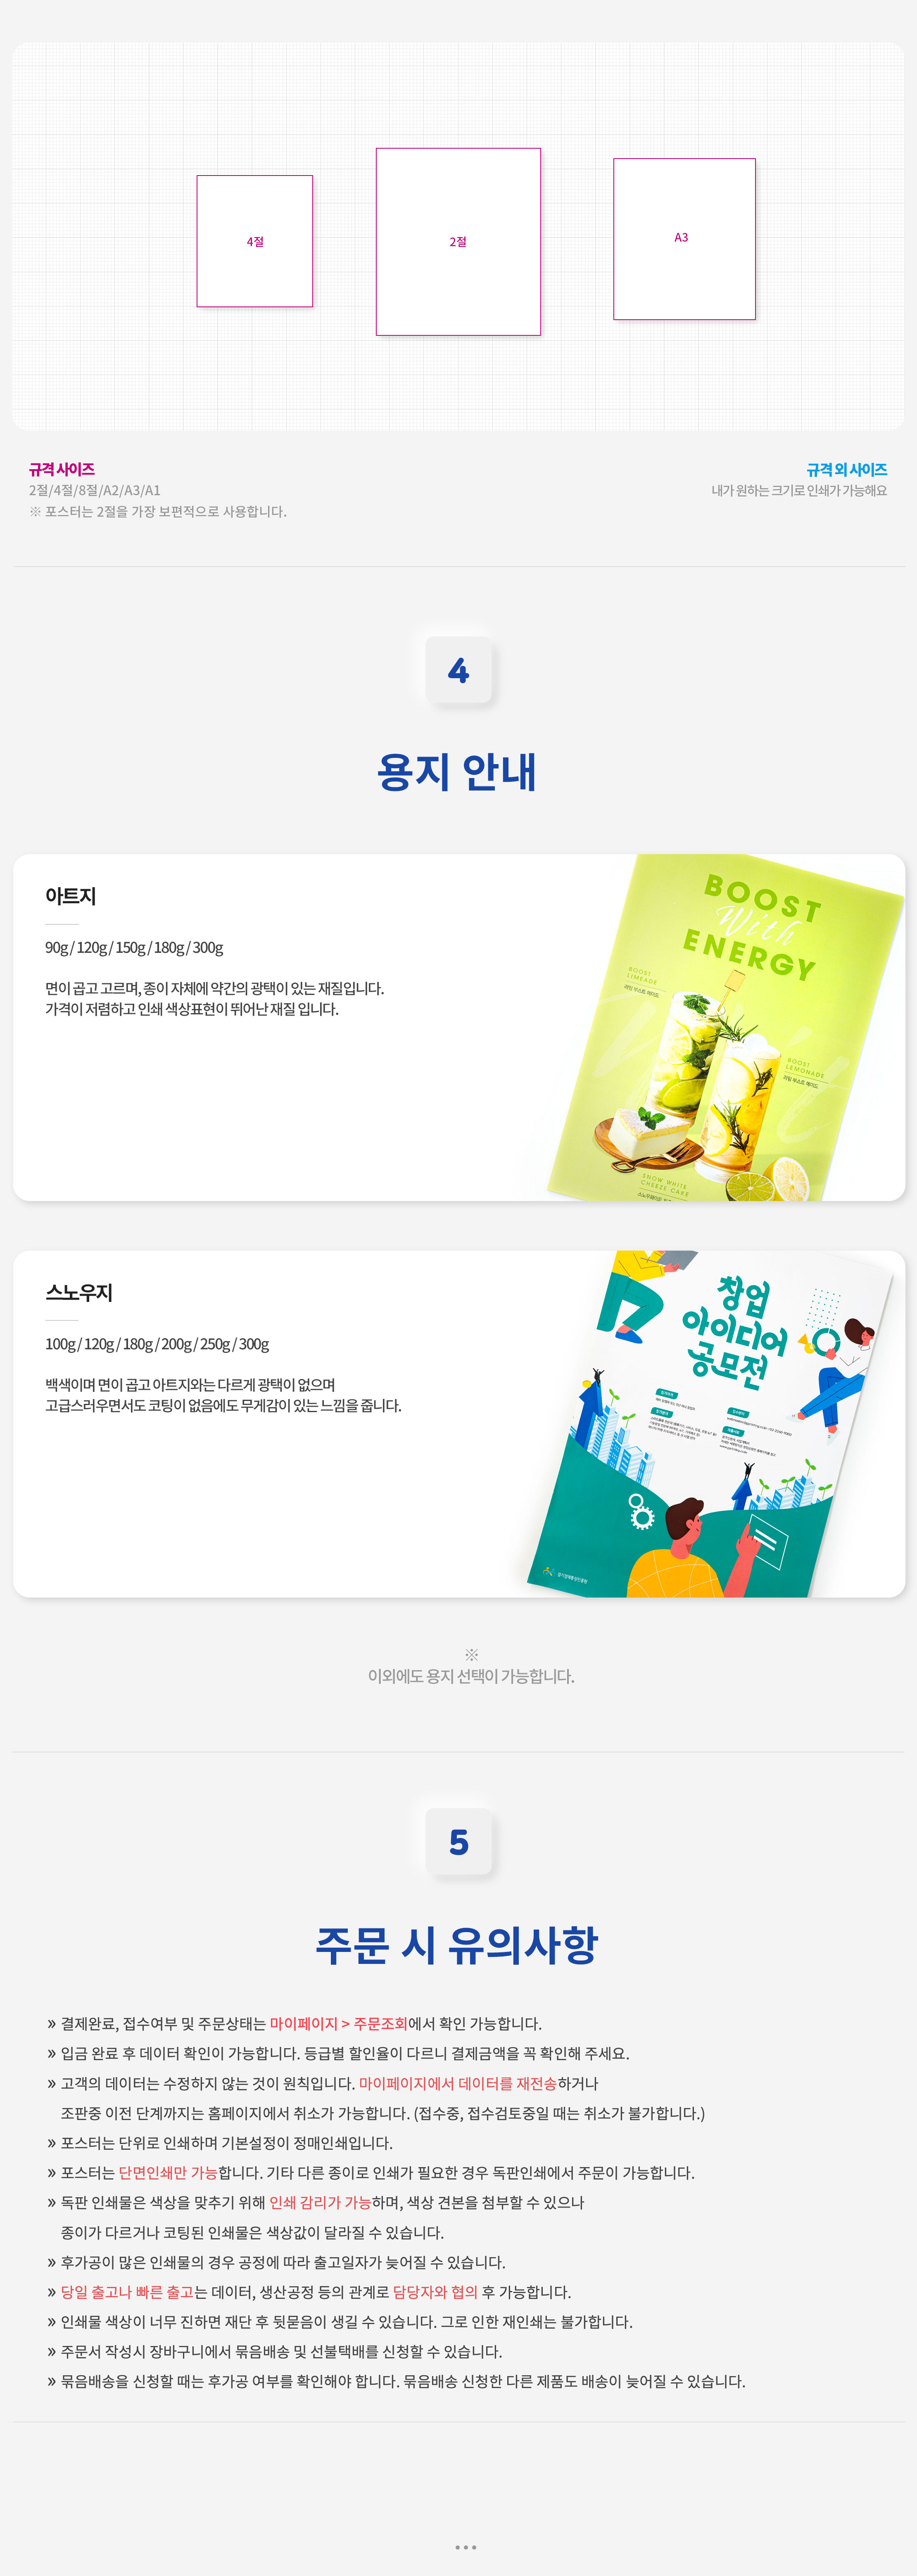 4절
2절
A3
규격 사이즈
2절/4절/8절/A2/A3/A1
※ 포스터는 2절을 가장 보편적으로 사용합니다.
규격 외 사이즈
내가 원하는 크기로 인쇄가 가능해요
4
용지 안내
아트지
90g / 120g / 150g / 180g / 300g
면이 곱고 고르며, 종이 자체에 약간의 광택이 있는 재질입니다.
가격이 저렴하고 인쇄 색상표현이 뛰어난 재질 입니다.
BOOST
With
ENERGY
BOOST
LIMEADE
BOOST
LEMONADE
SNOW WHITE
CHEEZE CAKE
스노우지
100g / 120g / 180g / 200g / 250g / 300g
백색이며 면이 곱고 아트지와는 다르게 광택이 없으며
고급스러우면서도 코팅이 없음에도 무게감이 있는 느낌을 줍니다.
창업
아이디어
공모전
※
이외에도 용지 선택이 가능합니다.
5
주문 시 유의사항
» 결제완료, 접수여부 및 주문상태는 마이페이지 > 주문조회에서 확인 가능합니다.
» 입금 완료 후 데이터 확인이 가능합니다. 등급별 할인율이 다르니 결제금액을 꼭 확인해 주세요.
» 고객의 데이터는 수정하지 않는 것이 원칙입니다. 마이페이지에서 데이터를 재전송하거나
조판중 이전 단계까지는 홈페이지에서 취소가 가능합니다. (접수중, 접수검토중일 때는 취소가 불가합니다.)
» 포스터는 단위로 인쇄하며 기본설정이 정매인쇄입니다.
» 포스터는 단면인쇄만 가능합니다. 기타 다른 종이로 인쇄가 필요한 경우 독판인쇄에서 주문이 가능합니다.
» 독판 인쇄물은 색상을 맞추기 위해 인쇄 감리가 가능하며, 색상 견본을 첨부할 수 있으나
종이가 다르거나 코팅된 인쇄물은 색상값이 달라질 수 있습니다.
» 후가공이 많은 인쇄물의 경우 공정에 따라 출고일자가 늦어질 수 있습니다.
» 당일 출고나 빠른 출고는 데이터, 생산공정 등의 관계로 담당자와 협의 후 가능합니다.
» 인쇄물 색상이 너무 진하면 재단 후 뒷묻음이 생길 수 있습니다. 그로 인한 재인쇄는 불가합니다.
» 주문서 작성시 장바구니에서 묶음배송 및 선불택배를 신청할 수 있습니다.
» 묶음배송을 신청할 때는 후가공 여부를 확인해야 합니다. 묶음배송 신청한 다른 제품도 배송이 늦어질 수 있습니다.